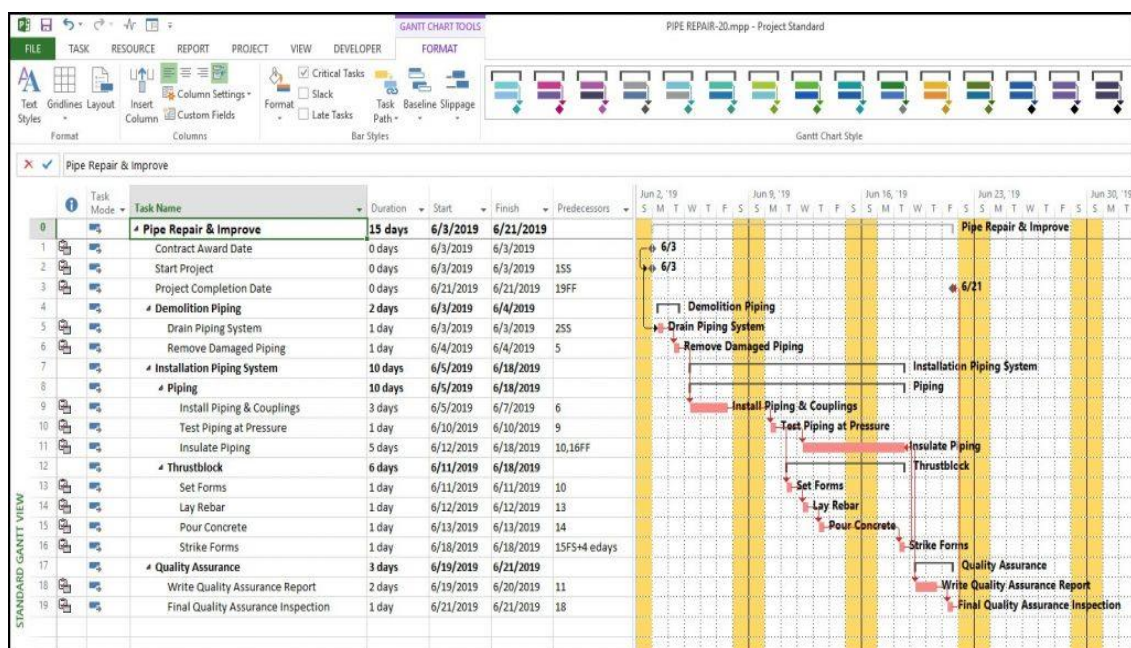 GANTT CHART TOOLS PIPE REPAIR-20.mpp - Project Standard
FILE TASK RESOURCE REPORT PROJECT VIEW DEVELOPER FORMAT
Text Styles Gridlines Layout Insert Column Column Settings Custom Fields Format Critical Tasks Slack Late Tasks Task Path Baseline Slippage
Format Columns Bar Styles Gantt Chart Style
Pipe Repair & Improve
Task Mode Task Name Duration Start Finish Predecessors Jun 2, '19 Jun 9, '19 Jun 16, '19 Jun 23, '19 Jun 30, '19
S M T W T F S S M T W T F S S M T W T F S S M T W T F S S M T
0 Pipe Repair & Improve 15 days 6/3/2019 6/21/2019 Pipe Repair & Improve
1 Contract Award Date 0 days 6/3/2019 6/3/2019 6/3
2 Start Project 0 days 6/3/2019 6/3/2019 1SS 6/3
3 Project Completion Date 0 days 6/21/2019 6/21/2019 19FF 6/21
4 Demolition Piping 2 days 6/3/2019 6/4/2019 Demolition Piping
5 Drain Piping System 1 day 6/3/2019 6/3/2019 2SS Drain Piping System
6 Remove Damaged Piping 1 day 6/4/2019 6/4/2019 5 Remove Damaged Piping
7 Installation Piping System 10 days 6/5/2019 6/18/2019 Installation Piping System
8 Piping 10 days 6/5/2019 6/18/2019 Piping
9 Install Piping & Couplings 3 days 6/5/2019 6/7/2019 6 Install Piping & Couplings
10 Test Piping at Pressure 1 day 6/10/2019 6/10/2019 9 Test Piping at Pressure
11 Insulate Piping 5 days 6/12/2019 6/18/2019 10,16FF Insulate Piping
12 Thrustblock 6 days 6/11/2019 6/18/2019 Thrustblock
13 Set Forms 1 day 6/11/2019 6/11/2019 10 Set Forms
14 Lay Rebar 1 day 6/12/2019 6/12/2019 13 Lay Rebar
15 Pour Concrete 1 day 6/13/2019 6/13/2019 14 Pour Concrete
16 Strike Forms 1 day 6/18/2019 6/18/2019 15FS+4 edays Strike Forms
17 Quality Assurance 3 days 6/19/2019 6/21/2019 Quality Assurance
18 Write Quality Assurance Report 2 days 6/19/2019 6/20/2019 11 Write Quality Assurance Report
19 Final Quality Assurance Inspection 1 day 6/21/2019 6/21/2019 18 Final Quality Assurance Inspection
STANDARD GANTT VIEW